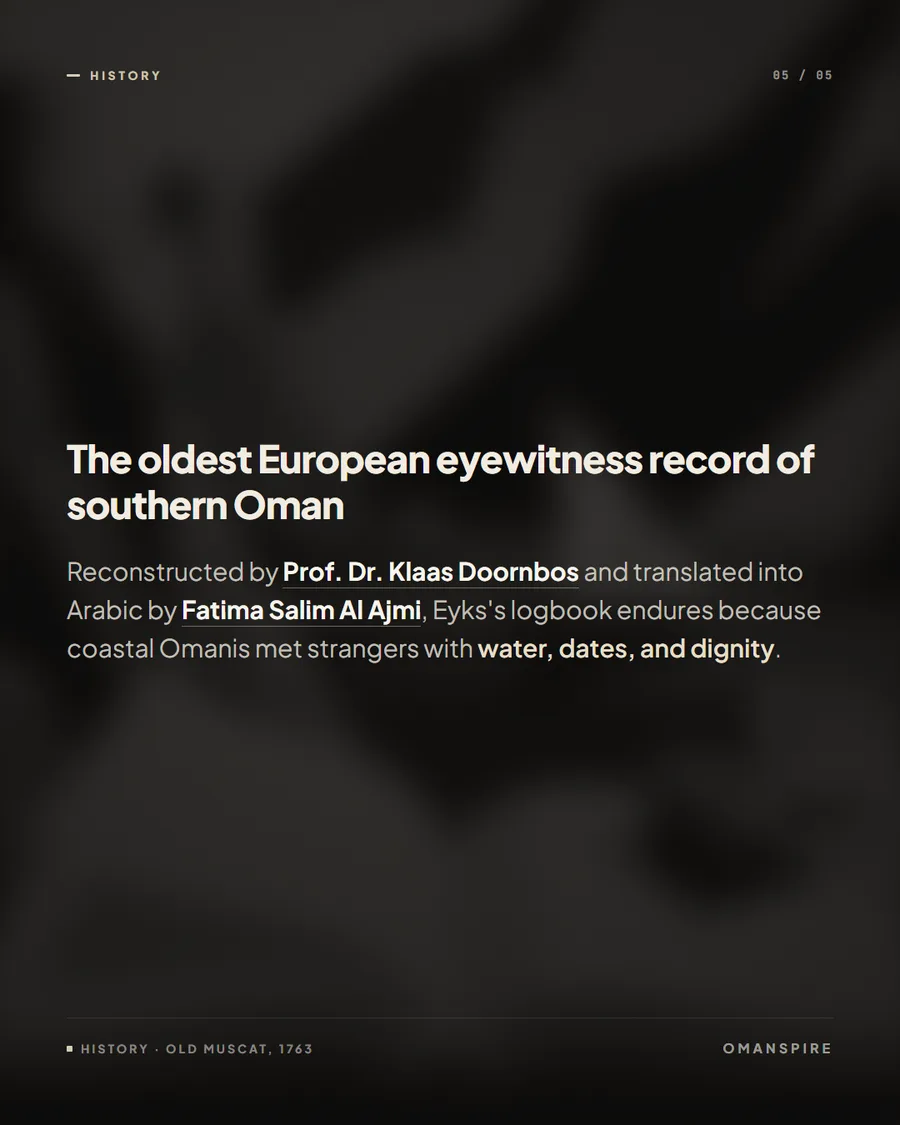 — HISTORY
05 / 05
The oldest European eyewitness record of
southern Oman
Reconstructed by Prof. Dr. Klaas Doornbos and translated into
Arabic by Fatima Salim Al Ajmi, Eyks's logbook endures because
coastal Omanis met strangers with water, dates, and dignity.
HISTORY · OLD MUSCAT, 1763
OMANSPIRE